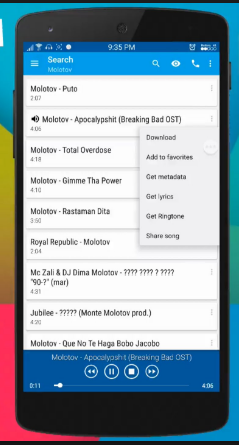 9:35 PM
Search
Molotov
Molotov - Puto
2:07
Molotov - Apocalypshit (Breaking Bad OST)
4:06
Molotov - Total Overdose
4:18
Molotov - Gimme Tha Power
4:10
Molotov - Rastaman Dita
3:50
Royal Republic - Molotov
2:04
Mc Zali & DJ Dima Molotov - ???? ???? ? ????
"90-?" (mar)
4:31
Jubilee - ????? (Monte Molotov prod.)
4:20
Molotov - Quo No Te Haga Bobo Jacobo
Download
Add to favorites
Get metadata
Get lyrics
Get Ringtone
Share song
Molotov - Apocalypshit (Breaking Bad OST)
0:11
4:06